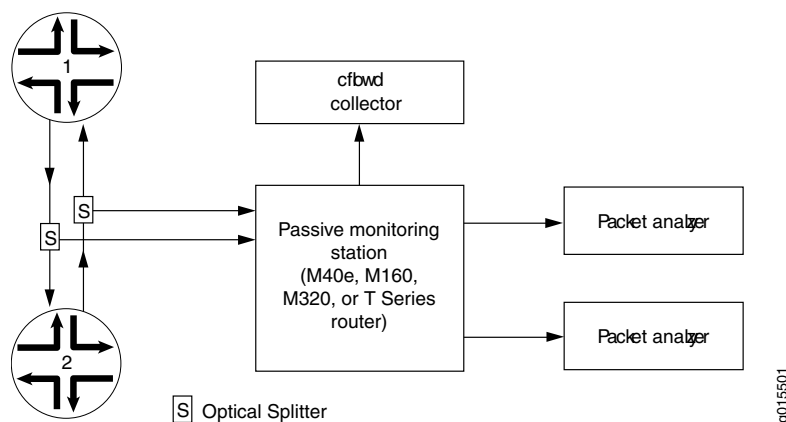 1
cfbwd
collector
S
S
Passive monitoring
station
(M40e, M160,
M320, or T Series
router)
Packet analyzer
Packet analyzer
2
S Optical Splitter
g015501